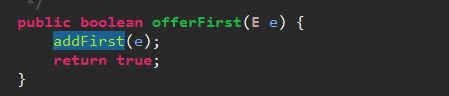 */
public boolean offerFirst(E e) {
addFirst(e);
return true;
}